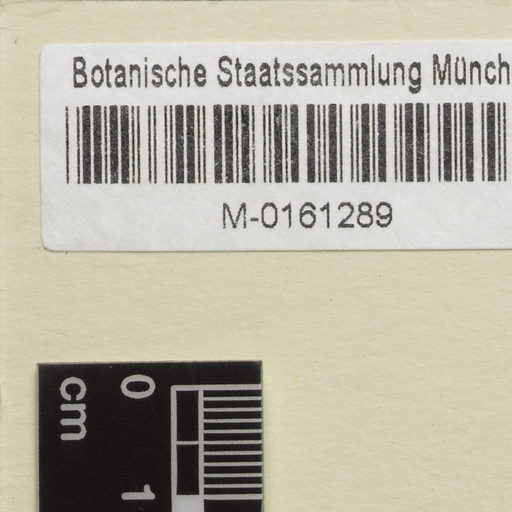 Botanische Staatssammlung Münch
M-0161289
0
cm
1